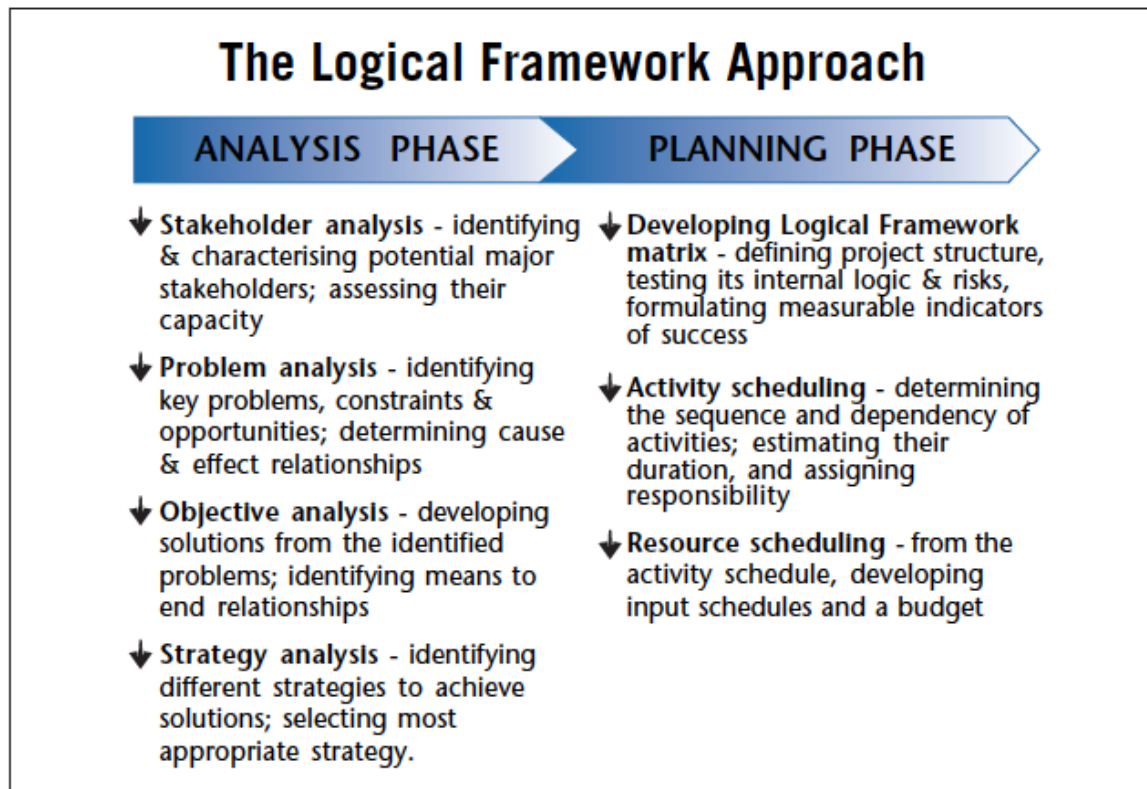 The Logical Framework Approach
ANALYSIS PHASE
PLANNING PHASE
Stakeholder analysis - identifying
& characterising potential major
stakeholders; assessing their
capacity
Problem analysis - identifying
key problems, constraints &
opportunities; determining cause
& effect relationships
Objective analysis - developing
solutions from the identified
problems; identifying means to
end relationships
Strategy analysis - identifying
different strategies to achieve
solutions; selecting most
appropriate strategy.
Developing Logical Framework
matrix - defining project structure,
testing its internal logic & risks,
formulating measurable indicators
of success
Activity scheduling - determining
the sequence and dependency of
activities; estimating their
duration, and assigning
responsibility
Resource scheduling - from the
activity schedule, developing
input schedules and a budget